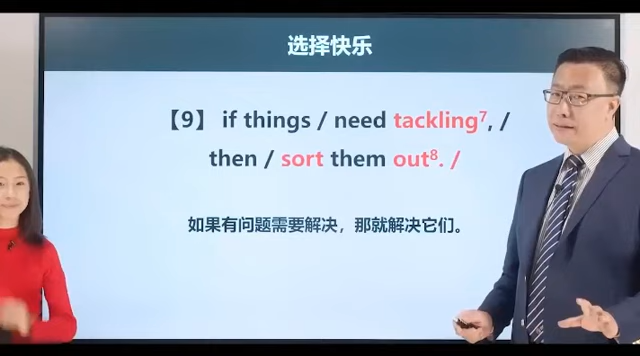 选择快乐
【9】 if things / need tackling⁷, /
then / sort them out⁸. /
如果有问题需要解决，那就解决它们。